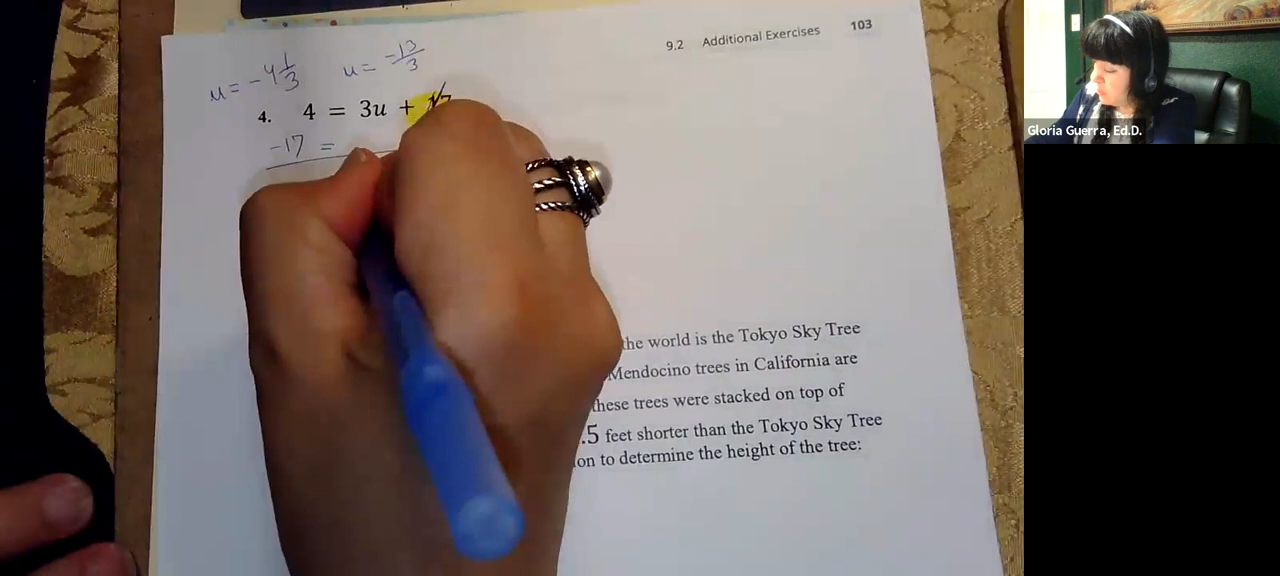 9.2 Additional Exercises 103
u = -4 1/3 u = -13/3
4. 4 = 3u + 17
-17 =
the world is the Tokyo Sky Tree
Mendocino trees in California are
these trees were stacked on top of
.5 feet shorter than the Tokyo Sky Tree
ion to determine the height of the tree:
Gloria Guerra, Ed.D.